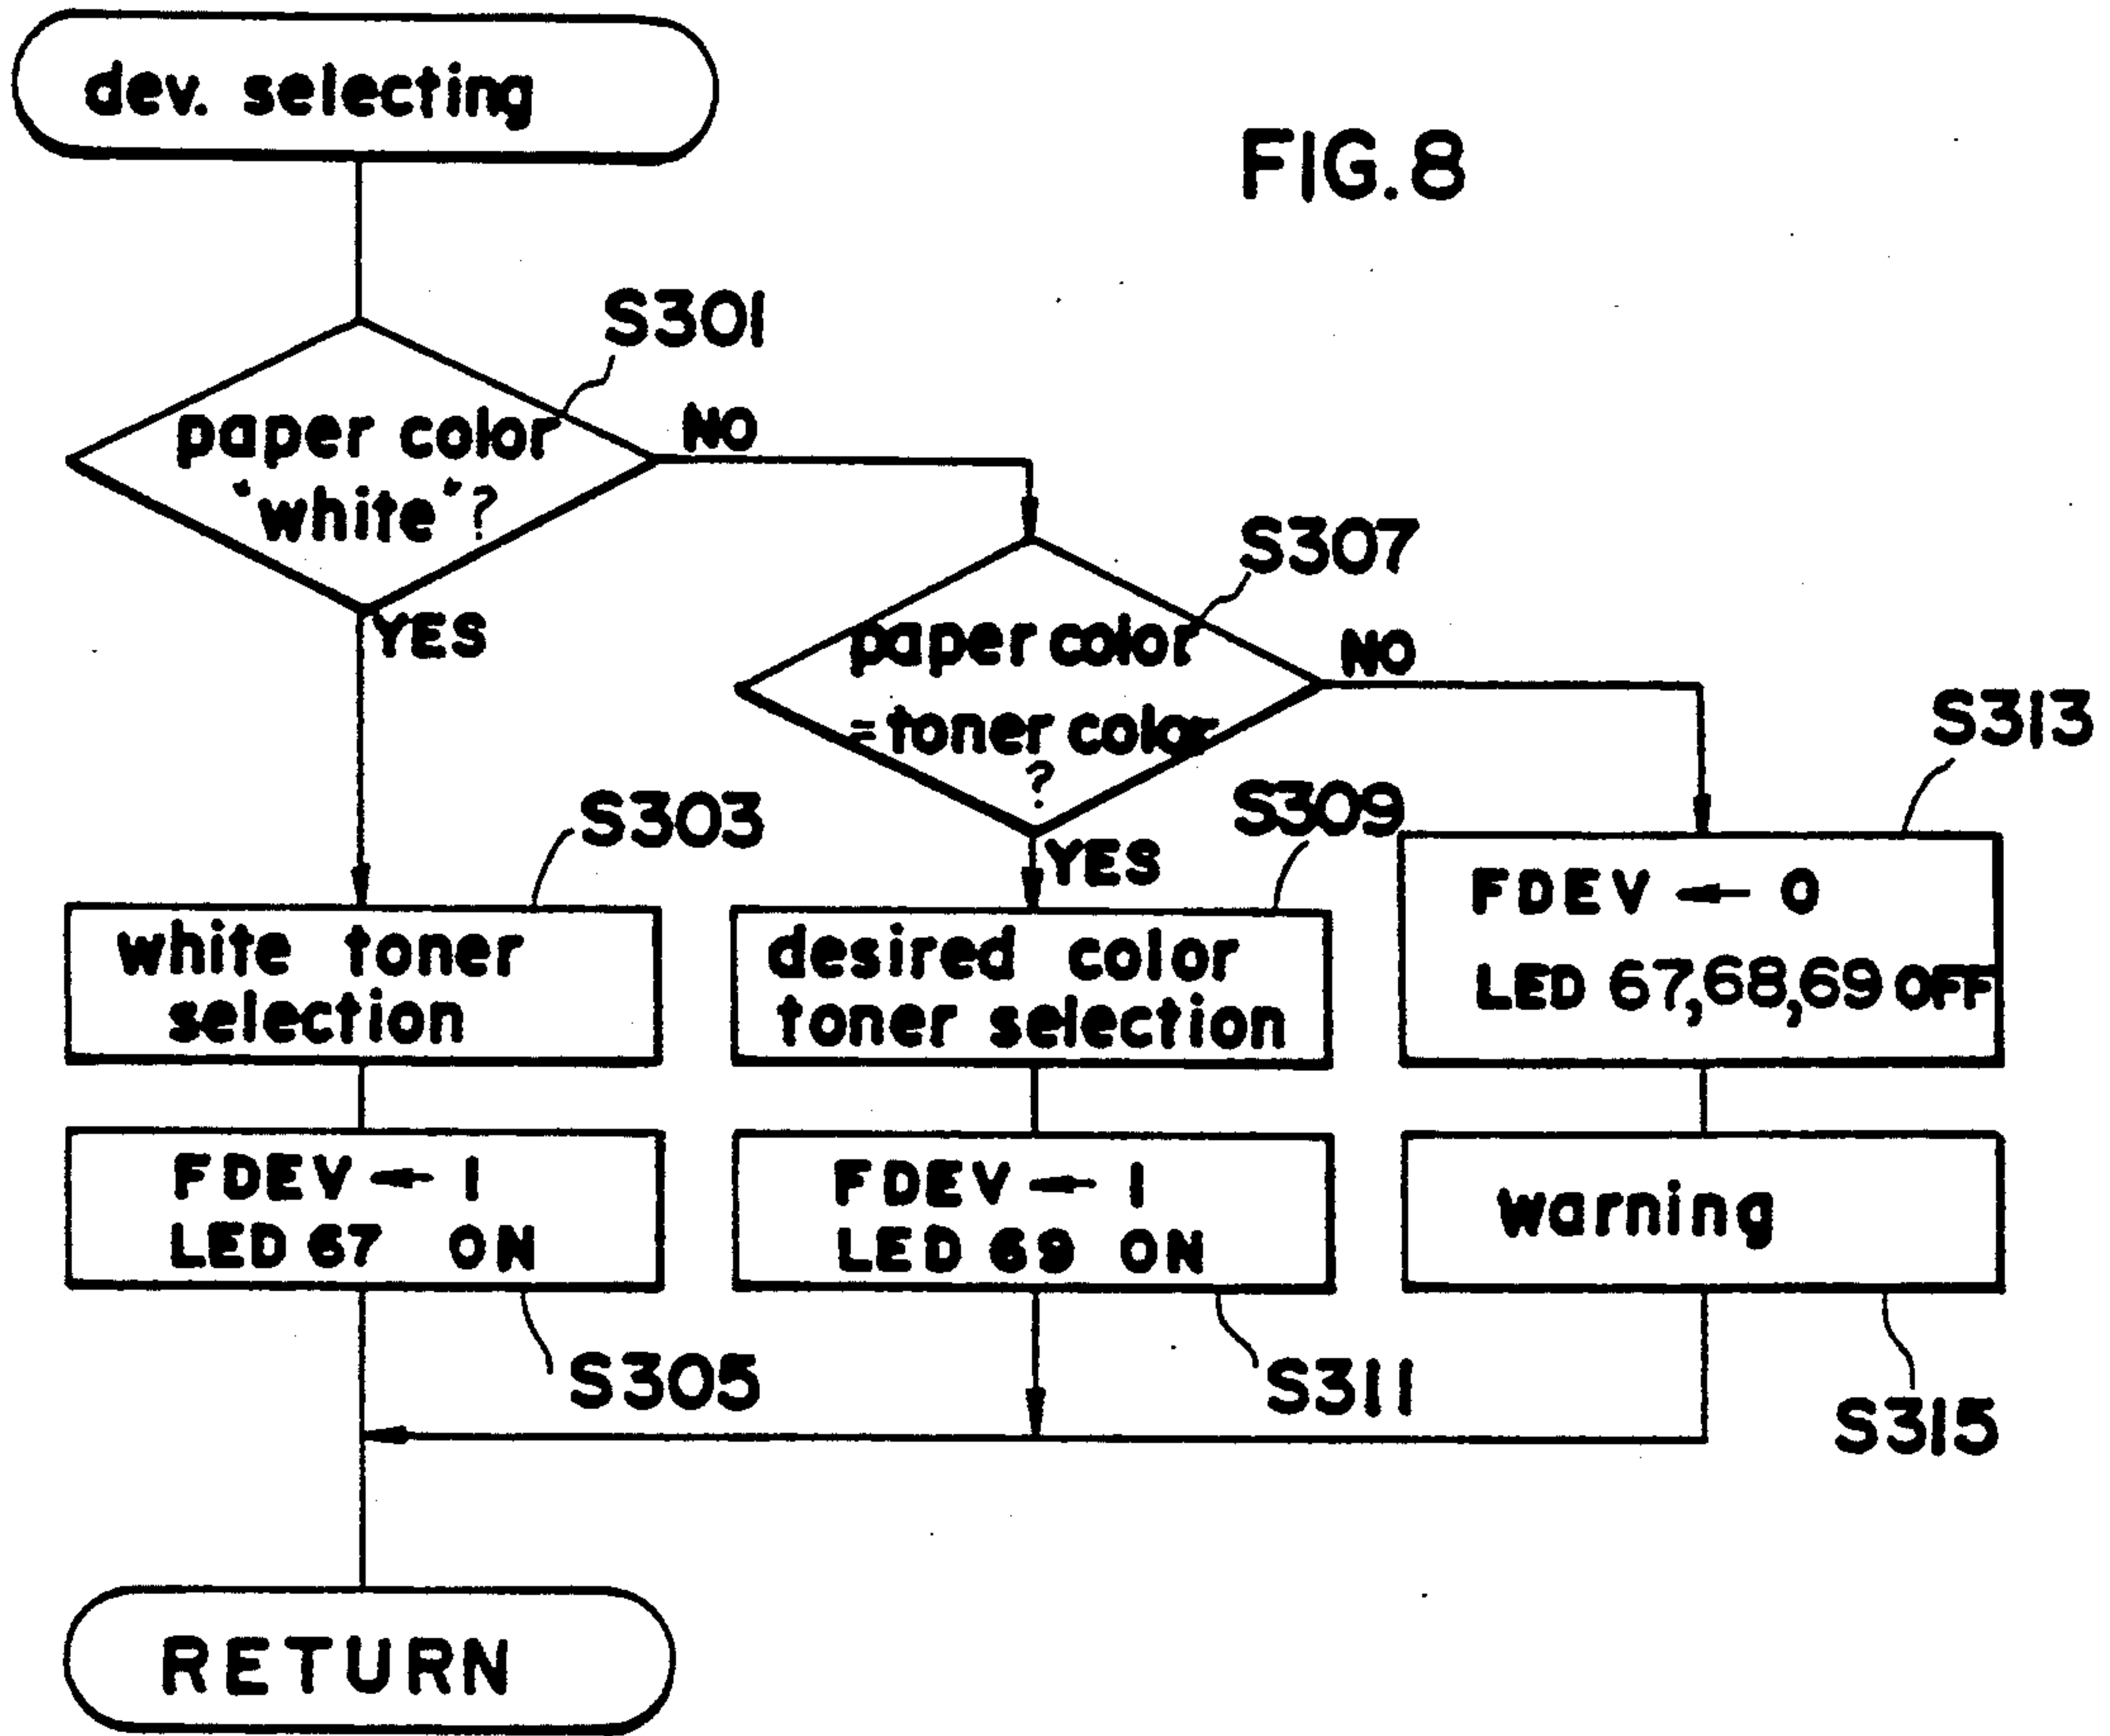 dev. selecting
FIG.8
S301
paper color
"white"?
NO
YES
S307
paper color
=toner color
?
NO
YES
S303
white toner
selection
S309
desired color
toner selection
S313
FDEV ← 0
LED 67,68,69 OFF
FDEV ← 1
LED 67 ON
S305
FDEV ← 1
LED 69 ON
S311
warning
S315
RETURN